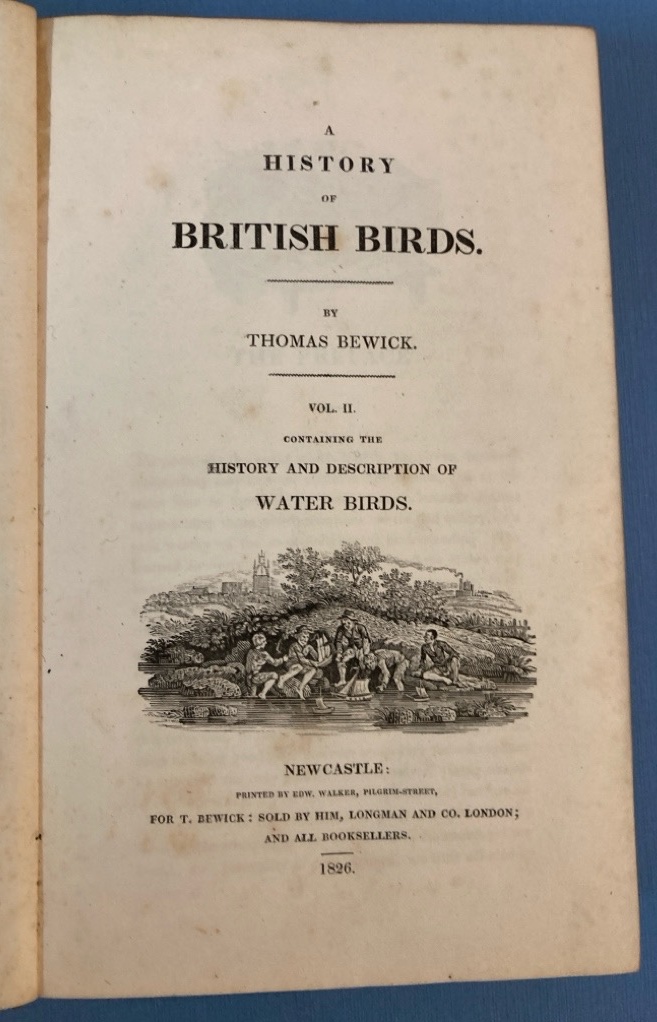 A
HISTORY
OF
BRITISH BIRDS.
BY
THOMAS BEWICK.
VOL. II.
CONTAINING THE
HISTORY AND DESCRIPTION OF
WATER BIRDS.
NEWCASTLE:
PRINTED BY EDW. WALKER, PILGRIM-STREET,
FOR T. BEWICK: SOLD BY HIM, LONGMAN AND CO. LONDON;
AND ALL BOOKSELLERS.
1826.